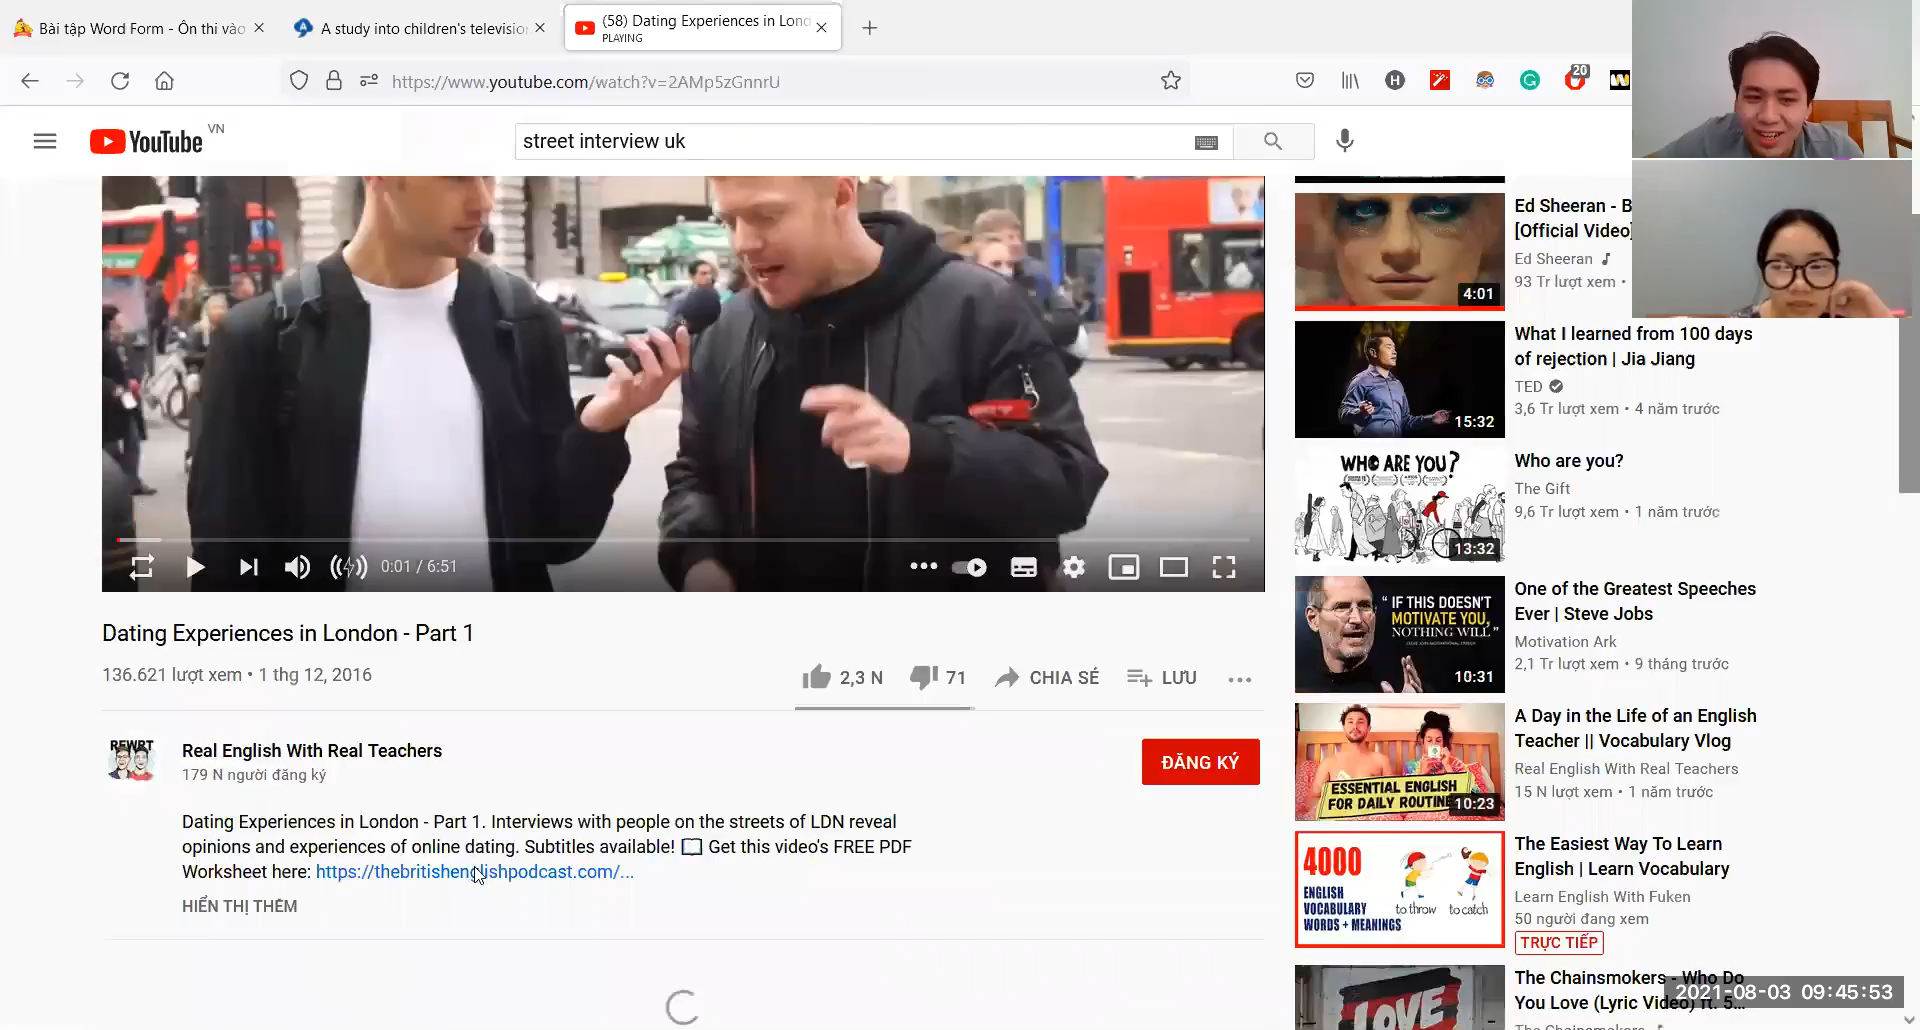 Bài tập Word Form - Ôn thi vào
A study into children's televisio
(58) Dating Experiences in Lond
PLAYING
https://www.youtube.com/watch?v=2AMp5zGnnrU
20
YouTube VN
street interview uk
0:01 / 6:51
Dating Experiences in London - Part 1
136.621 lượt xem • 1 thg 12, 2016
2,3 N
71
CHIA SẺ
LƯU
REWRT
Real English With Real Teachers
179 N người đăng ký
ĐĂNG KÝ
Dating Experiences in London - Part 1. Interviews with people on the streets of LDN reveal
opinions and experiences of online dating. Subtitles available! 📖 Get this video's FREE PDF
Worksheet here: https://thebritishenglishpodcast.com/...
HIỂN THỊ THÊM
4:01
Ed Sheeran - B
[Official Video]
Ed Sheeran
93 Tr lượt xem •
15:32
What I learned from 100 days
of rejection | Jia Jiang
TED
3,6 Tr lượt xem • 4 năm trước
WHO ARE YOU?
13:32
Who are you?
The Gift
9,6 Tr lượt xem • 1 năm trước
“ IF THIS DOESN'T
MOTIVATE YOU,
NOTHING WILL ”
10:31
One of the Greatest Speeches
Ever | Steve Jobs
Motivation Ark
2,1 Tr lượt xem • 9 tháng trước
ESSENTIAL ENGLISH
FOR DAILY ROUTINE
10:23
A Day in the Life of an English
Teacher || Vocabulary Vlog
Real English With Real Teachers
15 N lượt xem • 1 năm trước
4000
ENGLISH
VOCABULARY
WORDS + MEANINGS
to throw
to catch
The Easiest Way To Learn
English | Learn Vocabulary
Learn English With Fuken
50 người đang xem
TRỰC TIẾP
LOVE
The Chainsmokers - Who Do
You Love (Lyric Video) ft. 5...
The Chainsmokers
2021-08-03 09:45:53